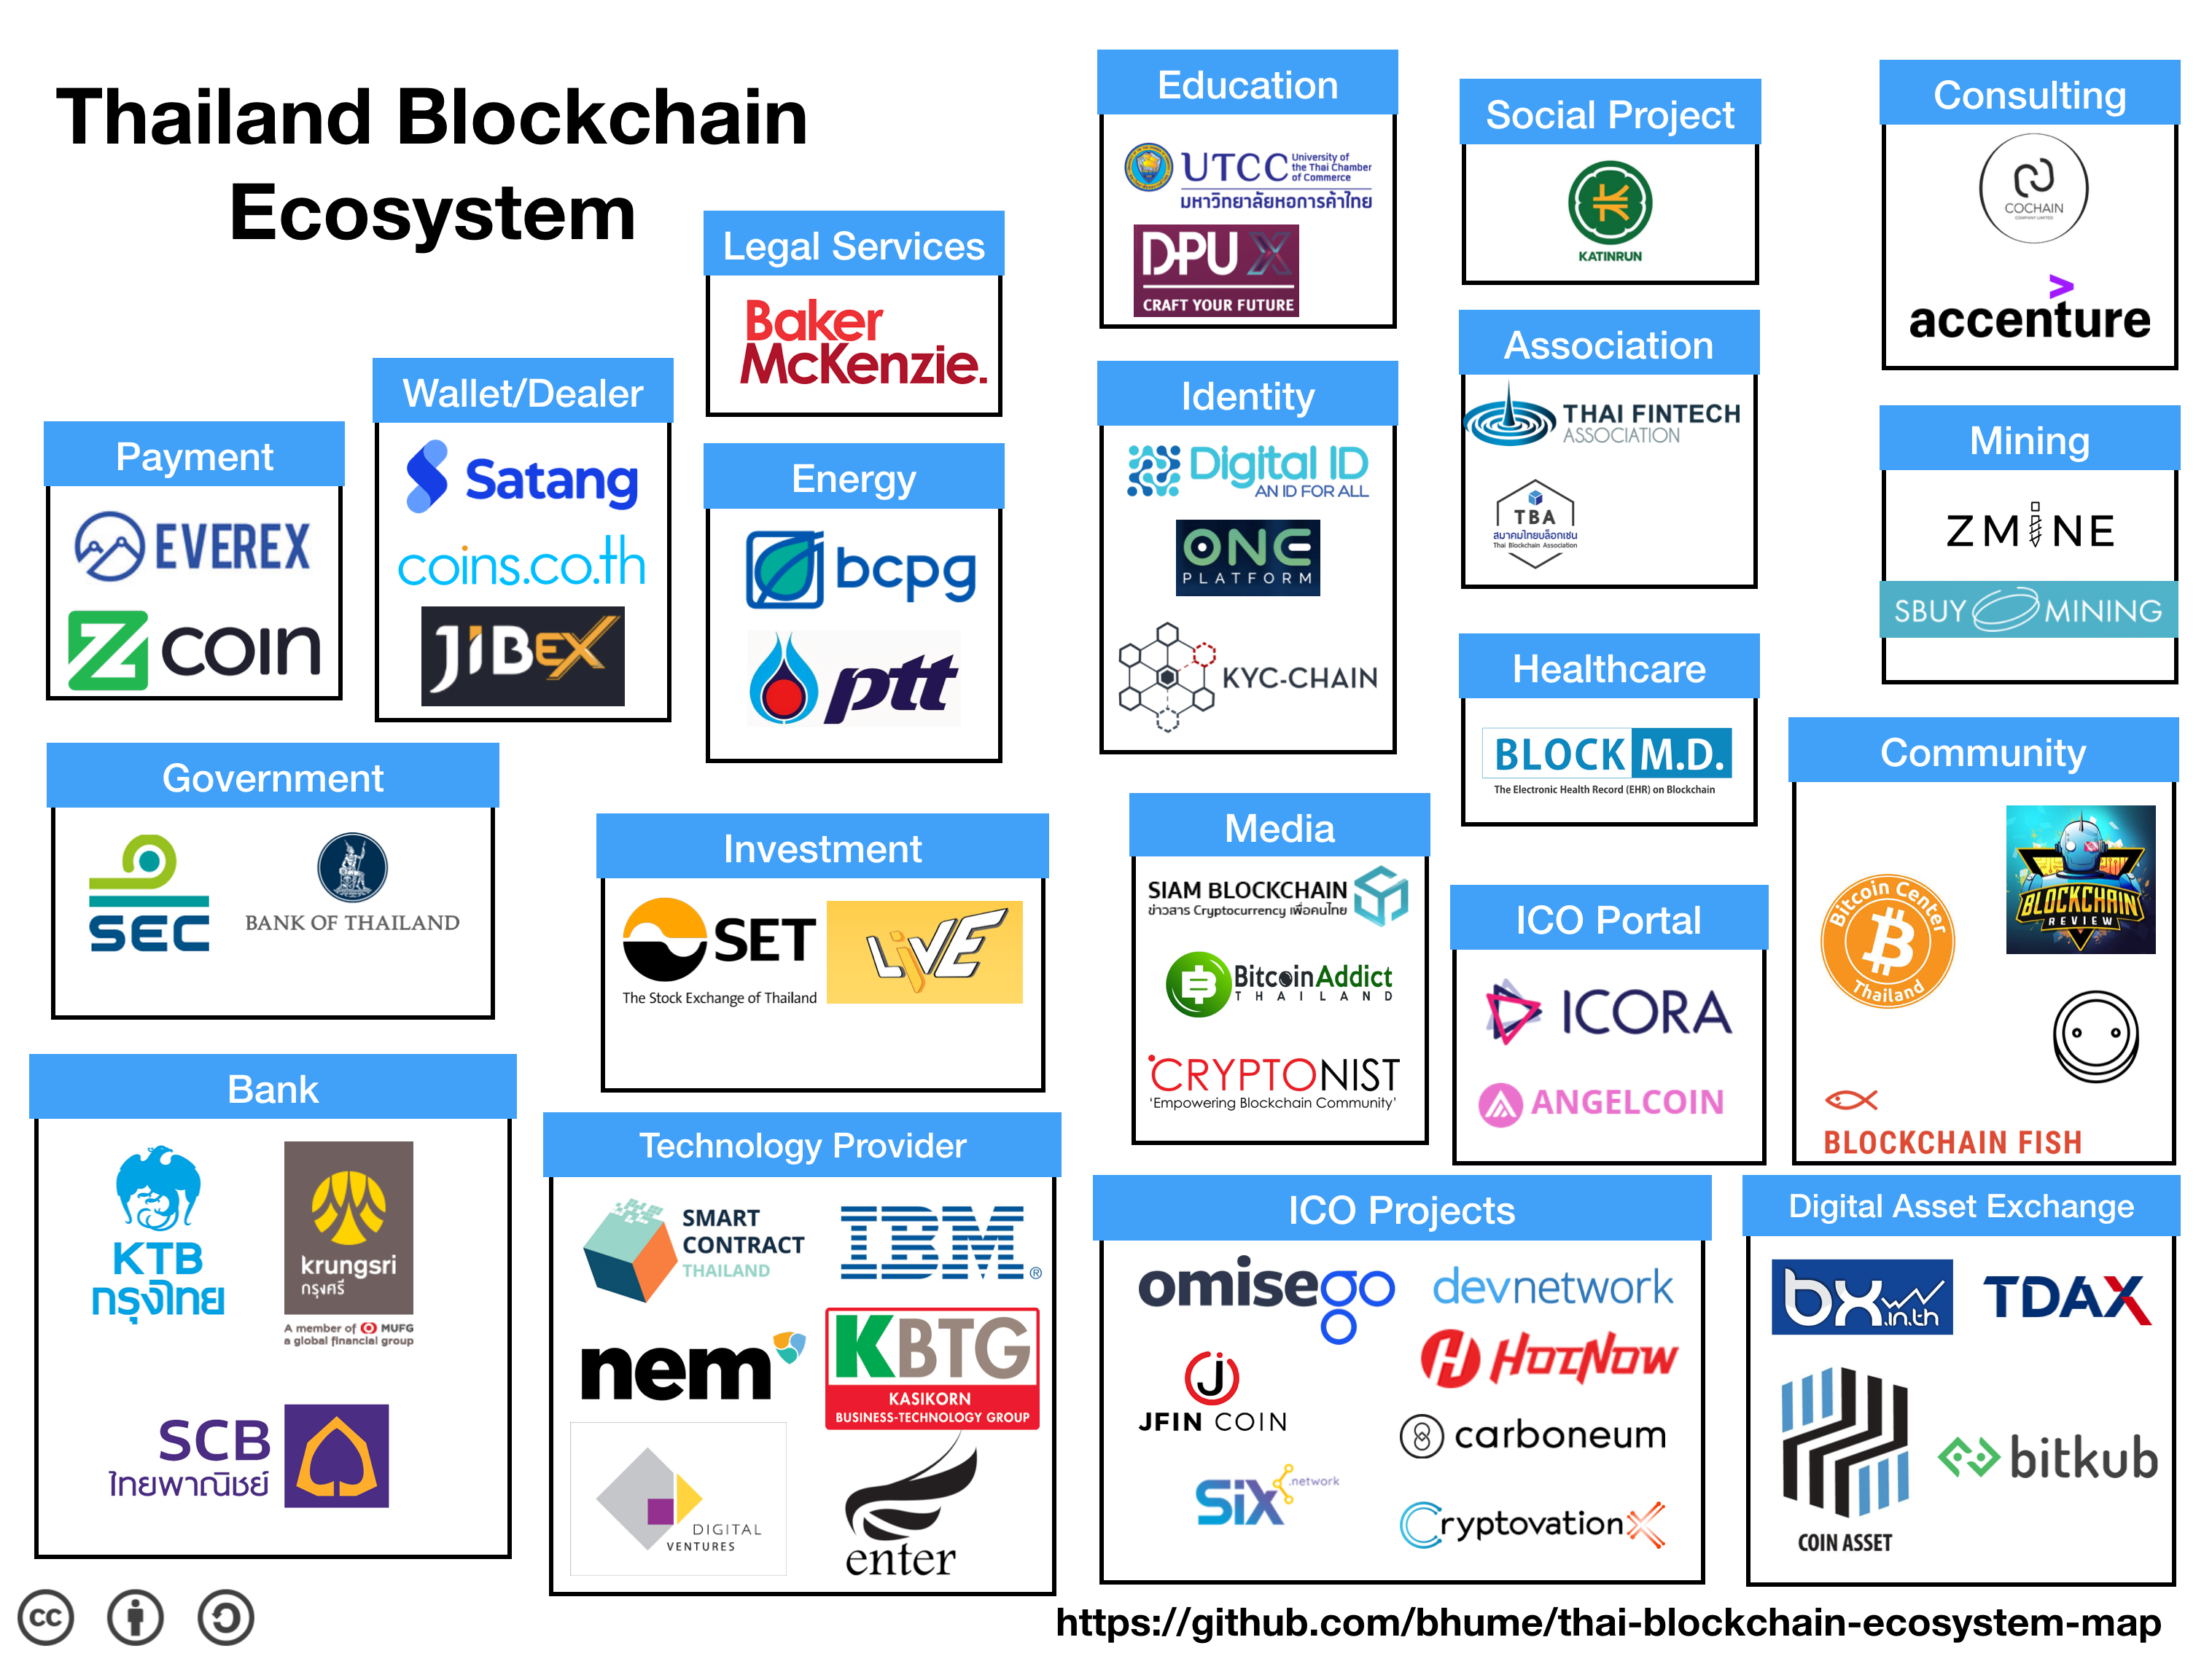 Thailand Blockchain
Ecosystem
Payment
EVEREX
Zcoin
Wallet/Dealer
Satang
coins.co.th
JIBEX
Legal Services
Baker
McKenzie.
Energy
bcpg
ptt
Education
UTCC
University of
the Thai Chamber
of Commerce
มหาวิทยาลัยหอการค้าไทย
DPU X
CRAFT YOUR FUTURE
Social Project
KATINRUN
Consulting
COCHAIN
COMPANY LIMITED
accenture
Identity
Digital ID
AN ID FOR ALL
ONE
PLATFORM
KYC-CHAIN
Association
THAI FINTECH
ASSOCIATION
TBA
สมาคมไทยบล็อกเชน
Thai Blockchain Association
Mining
ZMINE
SBUY MINING
Healthcare
BLOCK M.D.
The Electronic Health Record (EHR) on Blockchain
Government
SEC
BANK OF THAILAND
Investment
SET
The Stock Exchange of Thailand
LiVE
Media
SIAM BLOCKCHAIN
ข่าวสาร Cryptocurrency เพื่อคนไทย
BitcoinAddict
THAILAND
CRYPTONIST
'Empowering Blockchain Community'
ICO Portal
ICORA
ANGELCOIN
Community
Bitcoin Center
Thailand
BLOCKCHAIN
REVIEW
BLOCKCHAIN FISH
Bank
KTB
กรุงไทย
krungsri
กรุงศรี
A member of MUFG
a global financial group
SCB
ไทยพาณิชย์
Technology Provider
SMART
CONTRACT
THAILAND
IBM®
nem
KBTG
KASIKORN
BUSINESS-TECHNOLOGY GROUP
DIGITAL
VENTURES
enter
ICO Projects
omisego
devnetwork
JFIN COIN
HotNow
carboneum
SiX.network
CryptovationX
Digital Asset Exchange
bx.in.th
TDAX
COIN ASSET
bitkub
cc
https://github.com/bhume/thai-blockchain-ecosystem-map